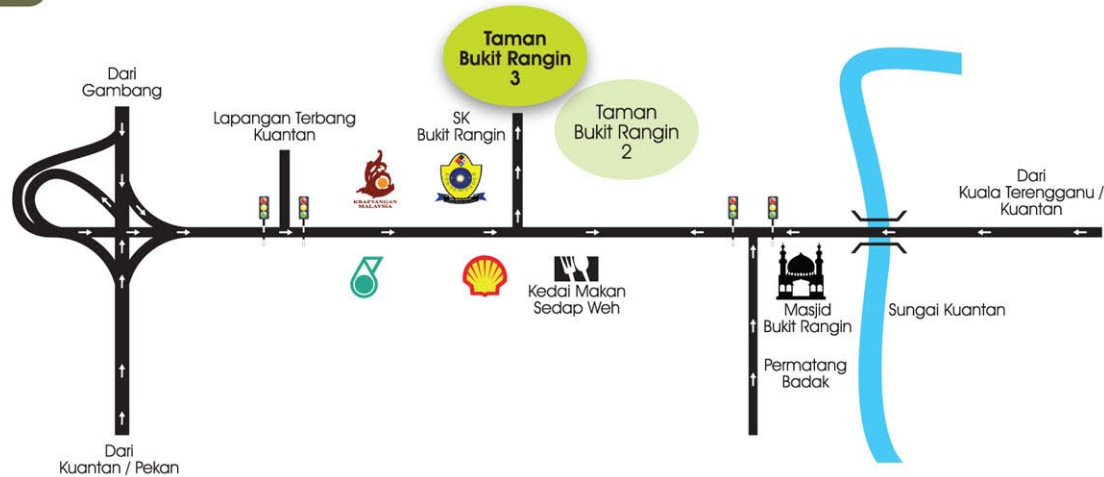 Taman
Bukit Rangin
3
Taman
Bukit Rangin
2
Dari
Gambang
Lapangan Terbang
Kuantan
KRAFTANGAN
MALAYSIA
SK
Bukit Rangin
Dari
Kuala Terengganu /
Kuantan
Kedai Makan
Sedap Weh
Masjid
Bukit Rangin
Sungai Kuantan
Permatang
Badak
Dari
Kuantan / Pekan